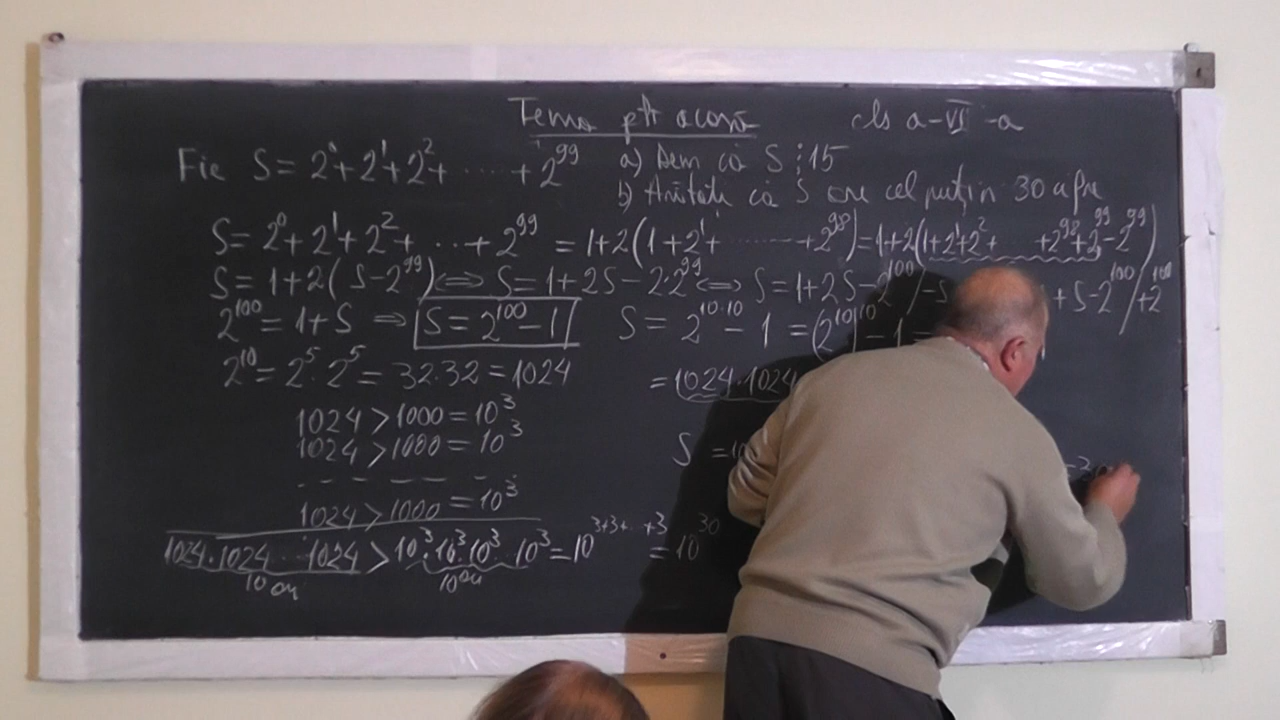 Tema ptr acasă cls a-VI-a
Fie S = 2⁰+2¹+2²+ ..... +2⁹⁹ a) Dem că S ⋮ 15
b) Arătați că S are cel puțin 30 cifre
S = 2⁰+2¹+2²+ ...+2⁹⁹ = 1+2(1+2¹+ ........ +2⁹⁸) = 1+2(1+2¹+2²+ ... +2⁹⁸+2⁹⁹-2⁹⁹)
S = 1+2(S-2⁹⁹) ⇔ S = 1+2S-2·2⁹⁹ ⇔ S = 1+2S-2¹⁰⁰ /-S +S-2¹⁰⁰ /+2¹⁰⁰
2¹⁰⁰ = 1+S ⇒ S = 2¹⁰⁰-1 S = 2¹⁰·¹⁰ - 1 = (2¹⁰)¹⁰ - 1 =
2¹⁰ = 2⁵·2⁵ = 32·32 = 1024 = 1024·1024
1024 > 1000 = 10³
1024 > 1000 = 10³
S =
- - - - - -
1024 > 1000 = 10³
1024·1024 ... 1024 > 10³·10³·10³ ... 10³ = 10³⁺³⁺···⁺³ = 10³⁰
10 ori 10 ori